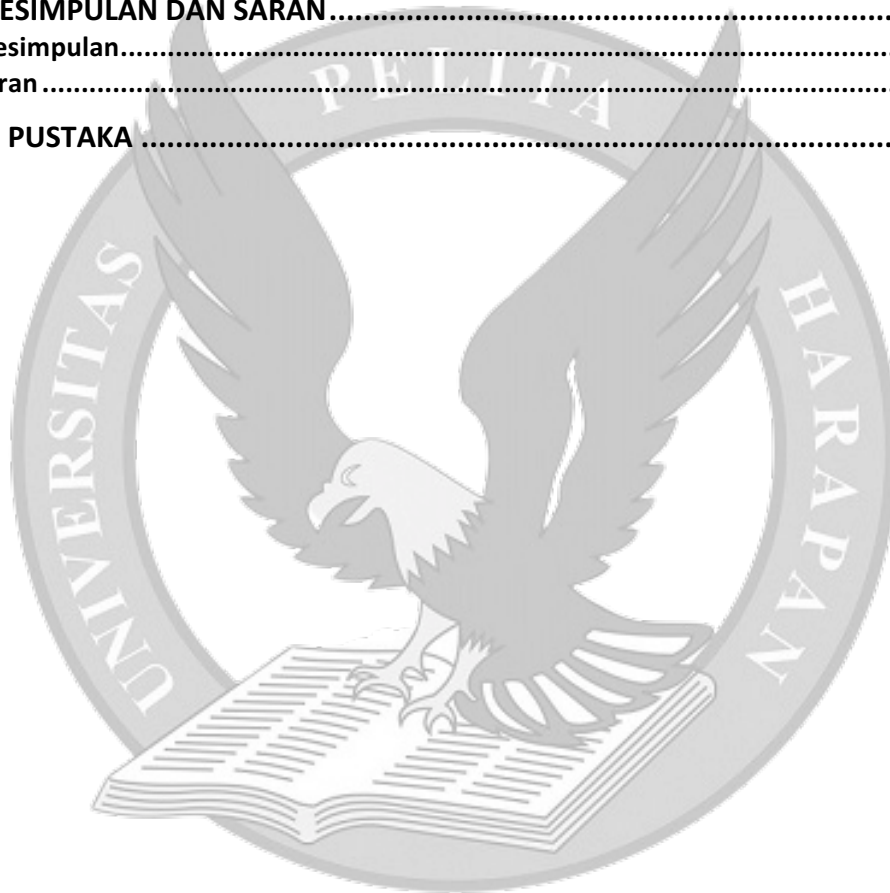 ESIMPULAN DAN SARAN
esimpulan
ran
PUSTAKA
UNIVERSITAS PELITA HARAPAN